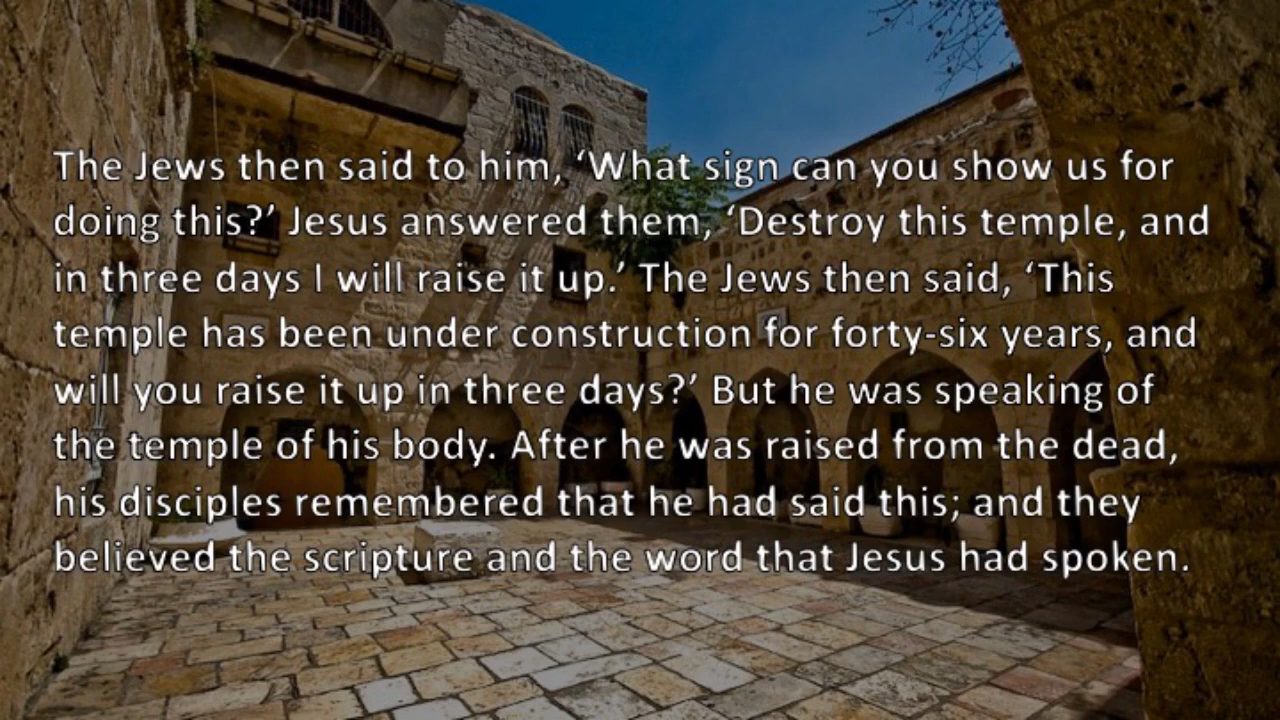 The Jews then said to him, ‘What sign can you show us for
doing this?’ Jesus answered them, ‘Destroy this temple, and
in three days I will raise it up.’ The Jews then said, ‘This
temple has been under construction for forty-six years, and
will you raise it up in three days?’ But he was speaking of
the temple of his body. After he was raised from the dead,
his disciples remembered that he had said this; and they
believed the scripture and the word that Jesus had spoken.